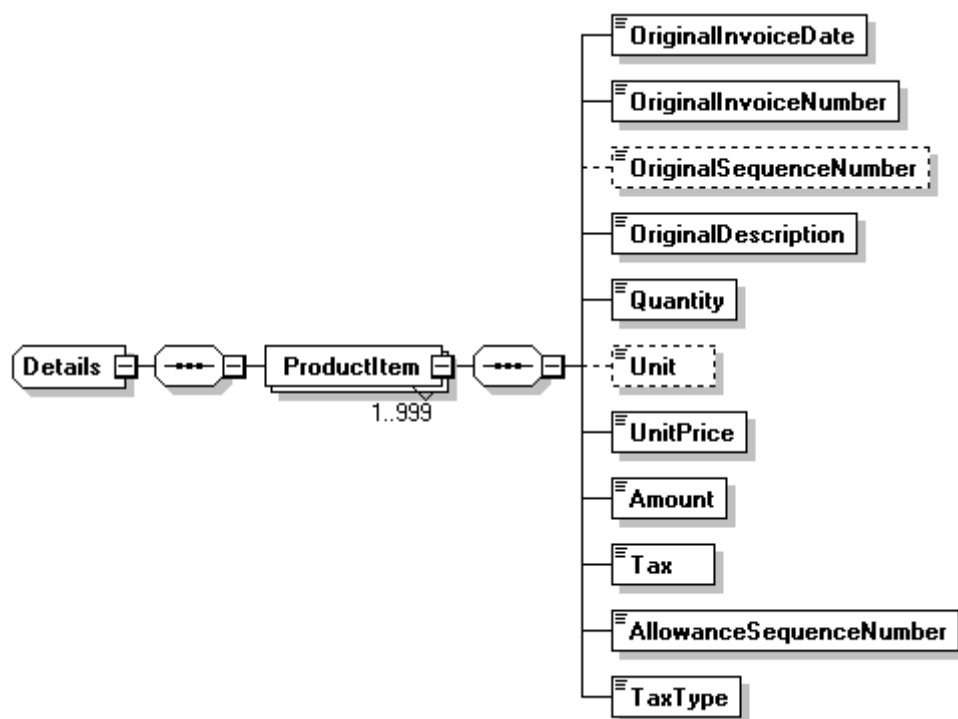 OriginalInvoiceDate
OriginalInvoiceNumber
OriginalSequenceNumber
OriginalDescription
Quantity
Details
ProductItem
1..999
Unit
UnitPrice
Amount
Tax
AllowanceSequenceNumber
TaxType